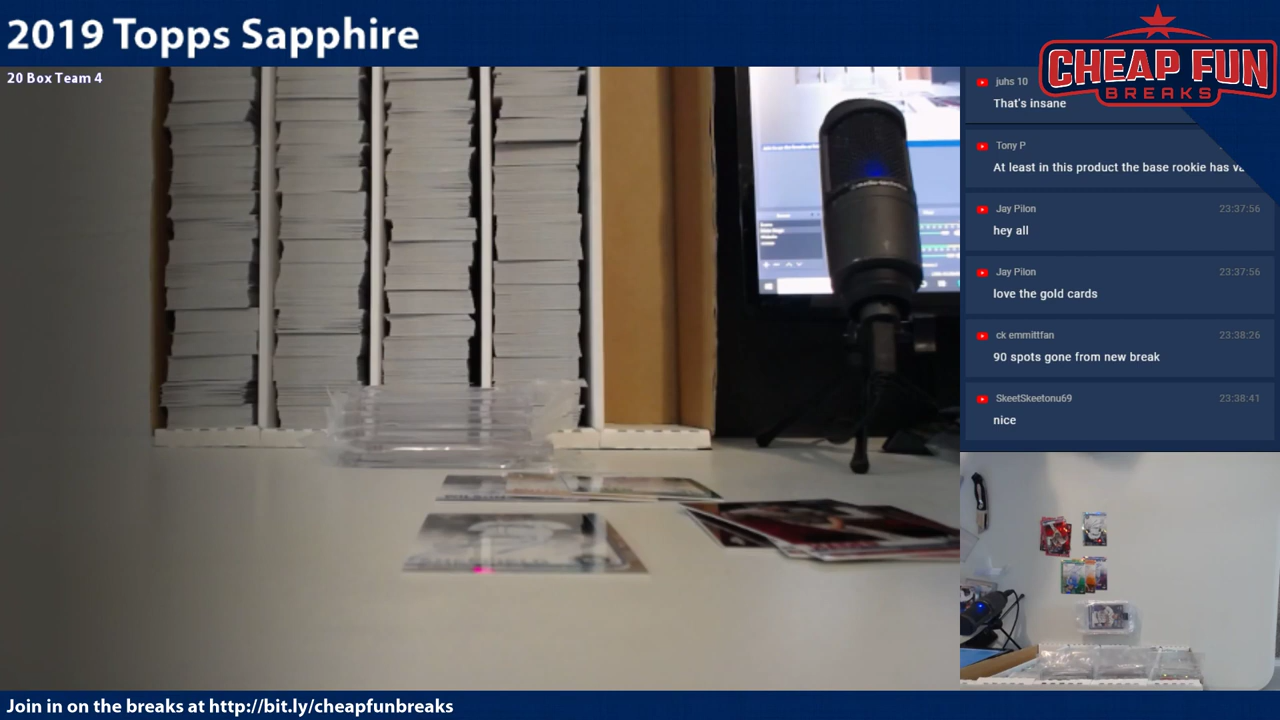 2019 Topps Sapphire
20 Box Team 4
CHEAP FUN
BREAKS
juhs 10
That's insane
Tony P
At least in this product the base rookie has
Jay Pilon 23:37:56
hey all
Jay Pilon 23:37:56
love the gold cards
ck emmittfan 23:38:26
90 spots gone from new break
SkeetSkeetonu69 23:38:41
nice
audio-technica
Join in on the breaks at http://bit.ly/cheapfunbreaks